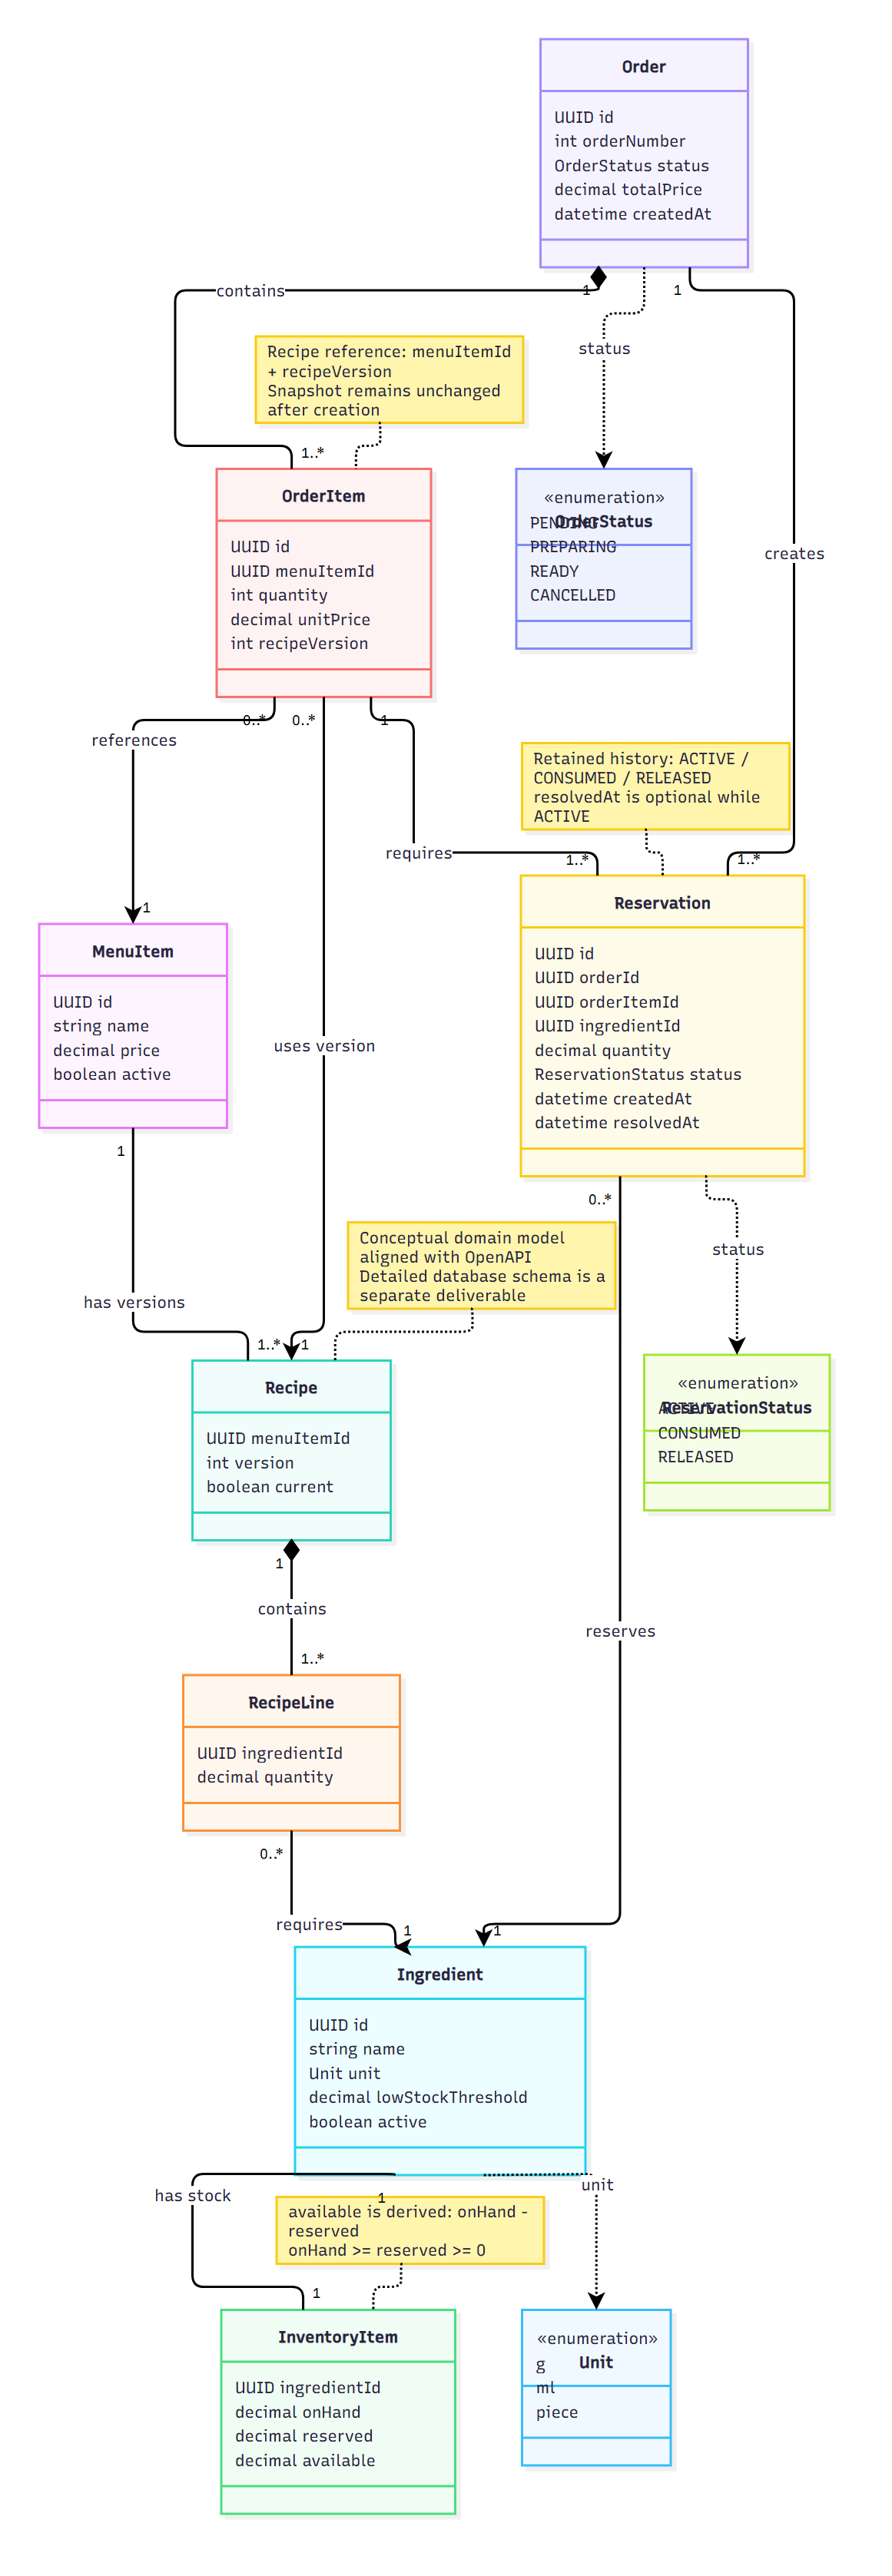 Order
UUID id
int orderNumber
OrderStatus status
decimal totalPrice
datetime createdAt
1
1
contains
status
Recipe reference: menuItemId
+ recipeVersion
Snapshot remains unchanged
after creation
1..*
OrderItem
UUID id
UUID menuItemId
int quantity
decimal unitPrice
int recipeVersion
«enumeration»
OrderStatus
PENDING
PREPARING
READY
CANCELLED
creates
0..*
0..*
1
references
Retained history: ACTIVE /
CONSUMED / RELEASED
resolvedAt is optional while
ACTIVE
requires
1..*
1..*
1
MenuItem
UUID id
string name
decimal price
boolean active
Reservation
UUID id
UUID orderId
UUID orderItemId
UUID ingredientId
decimal quantity
ReservationStatus status
datetime createdAt
datetime resolvedAt
uses version
1
0..*
Conceptual domain model
aligned with OpenAPI
Detailed database schema is a
separate deliverable
status
has versions
1..*
1
Recipe
UUID menuItemId
int version
boolean current
«enumeration»
ReservationStatus
ACTIVE
CONSUMED
RELEASED
1
contains
1..*
reserves
RecipeLine
UUID ingredientId
decimal quantity
0..*
requires
1
1
Ingredient
UUID id
string name
Unit unit
decimal lowStockThreshold
boolean active
has stock
1
unit
available is derived: onHand -
reserved
onHand >= reserved >= 0
1
InventoryItem
UUID ingredientId
decimal onHand
decimal reserved
decimal available
«enumeration»
Unit
g
ml
piece